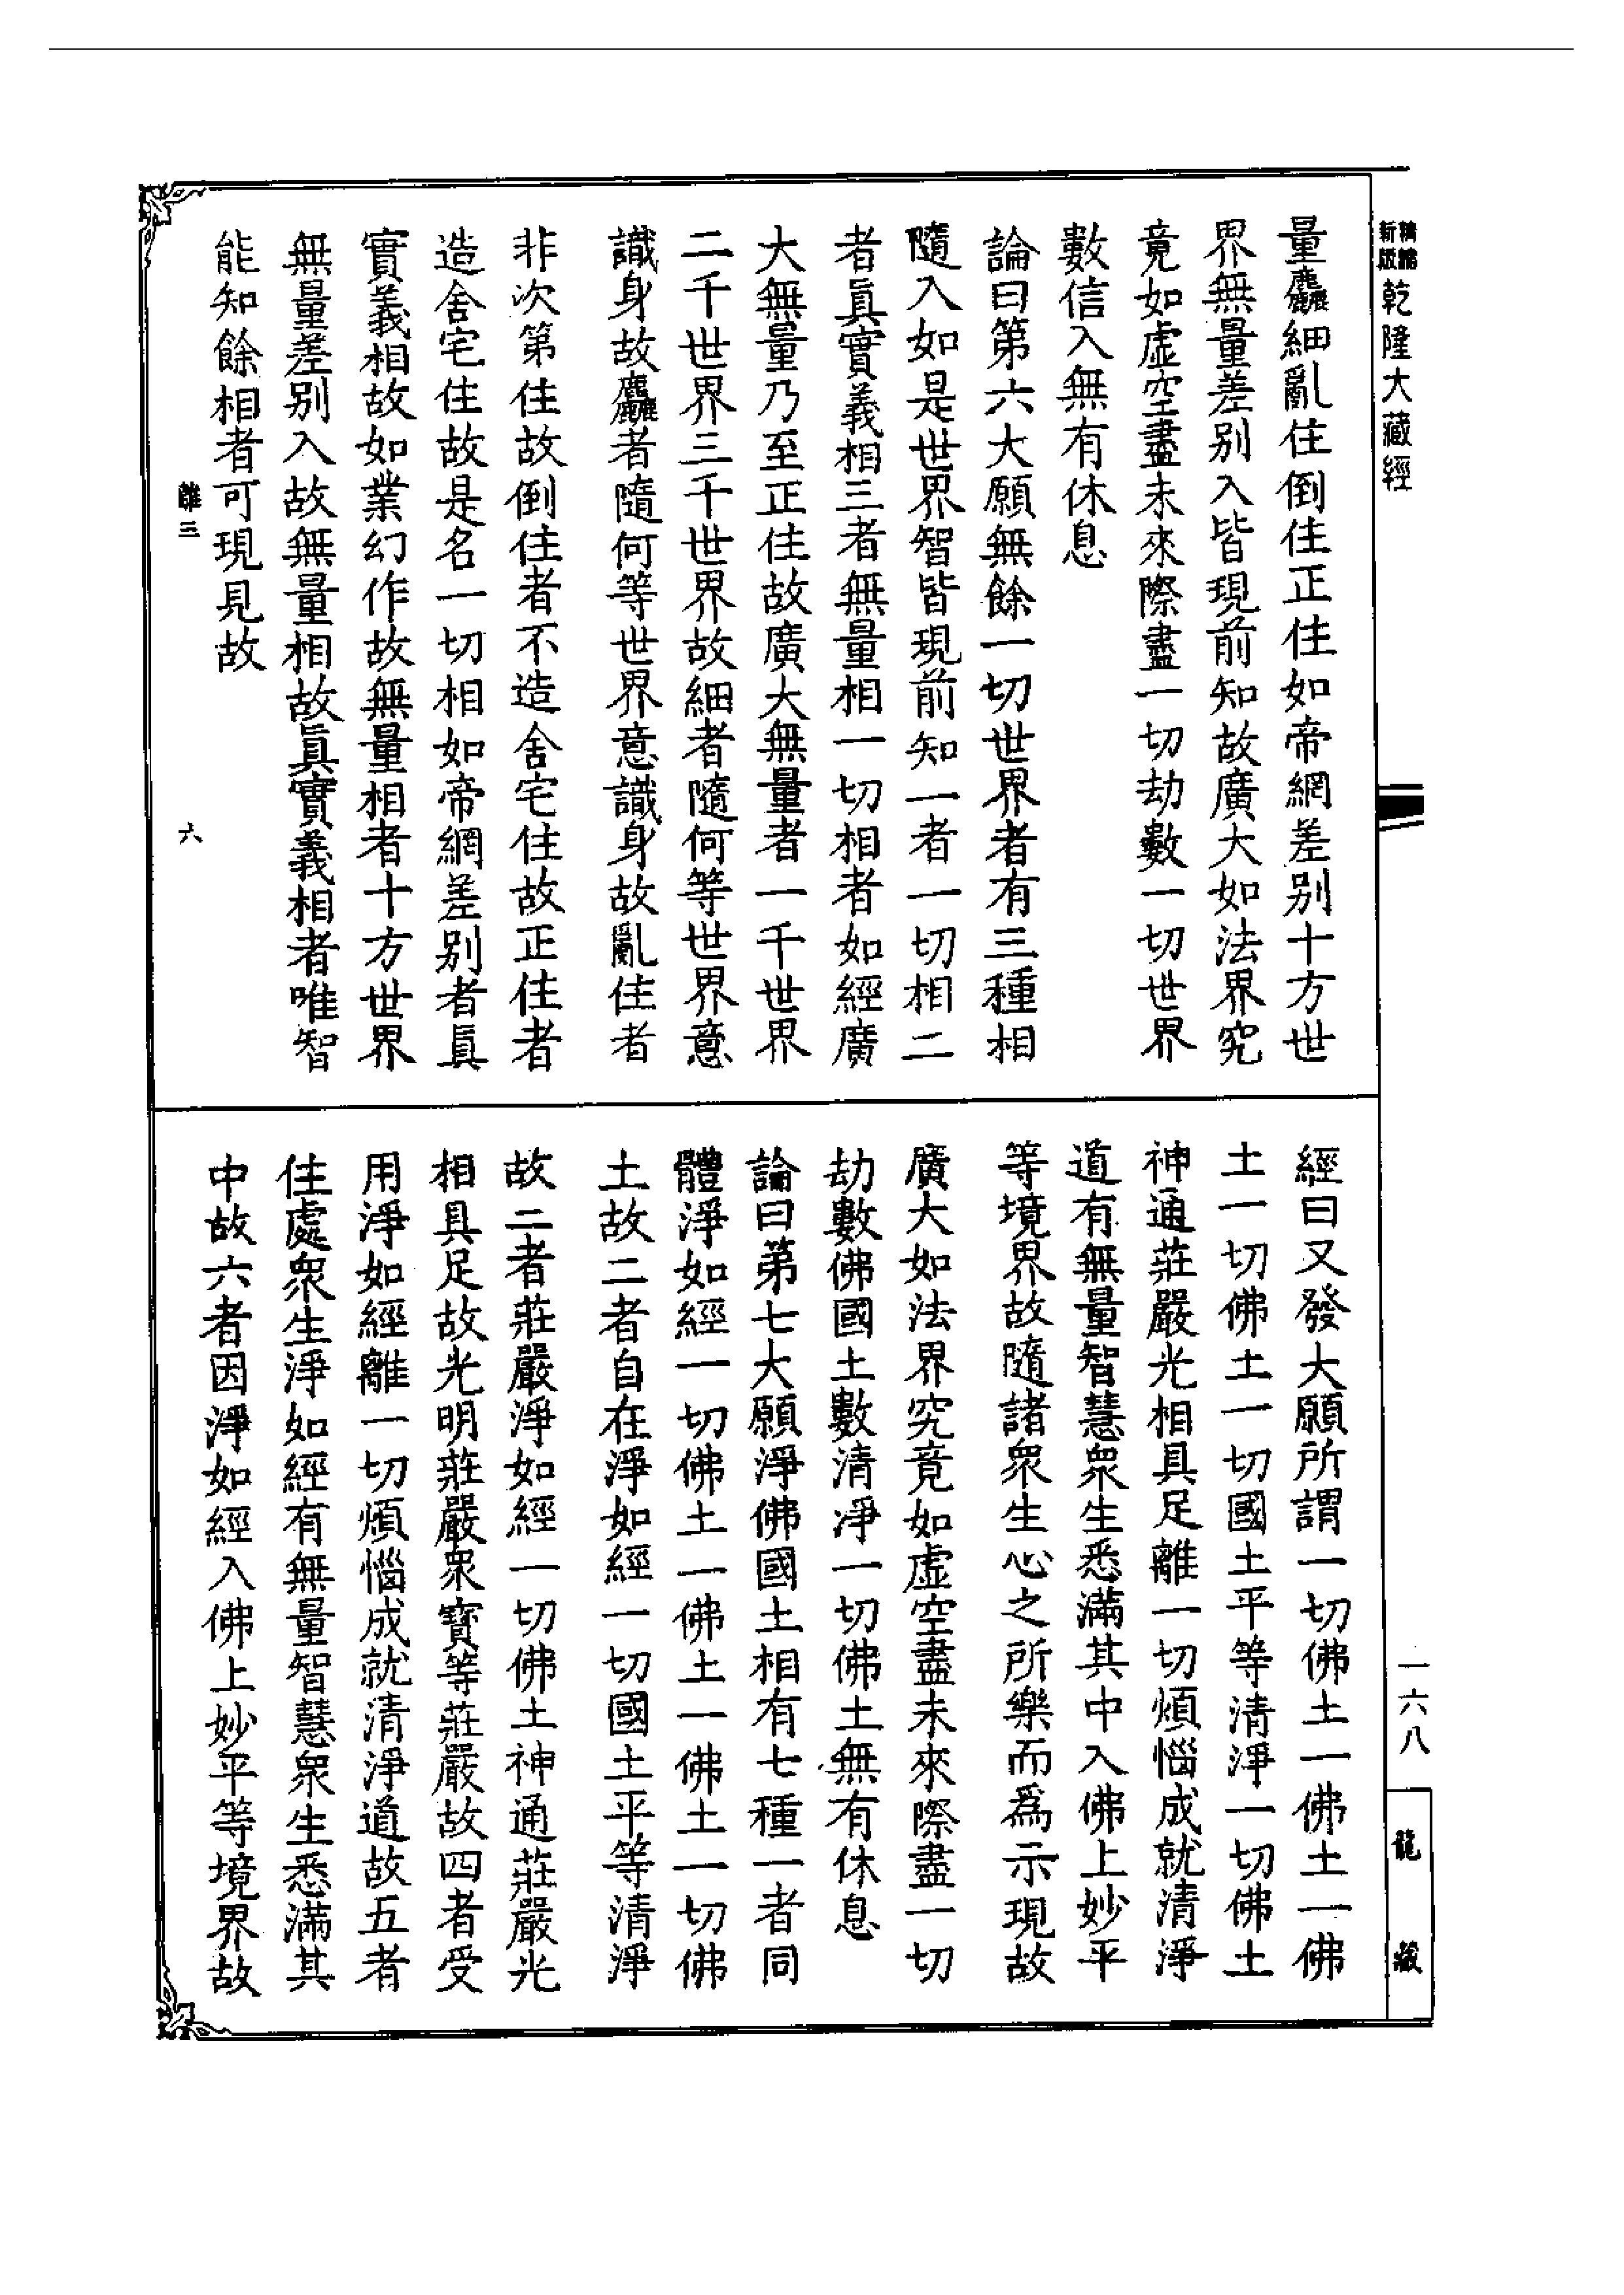 新版
精縮
乾隆大藏經
量麤細亂住倒住正住如帝網差别十方世
界無量差别入皆現前知故廣大如法界究
竟如虛空盡未來際盡一切劫數一切世界
數信入無有休息
論曰第六大願無餘一切世界者有三種相
隨入如是世界智皆現前知一者一切相二
者眞實義相三者無量相一切相者如經廣
大無量乃至正住故廣大無量者一千世界
二千世界三千世界故細者隨何等世界意
識身故麤者隨何等世界意識身故亂住者
非次第住故倒住者不造舍宅住故正住者
造舍宅住故是名一切相如帝網差别者眞
實義相故如業幻作故無量相者十方世界
無量差别入故無量相故眞實義相者唯智
能知餘相者可現見故
離三
六
經曰又發大願所謂一切佛土一佛土一佛
土一切佛土一切國土平等清淨一切佛土
神通莊嚴光相具足離一切煩惱成就清淨
道有無量智慧衆生悉滿其中入佛上妙平
等境界故隨諸衆生心之所樂而爲示現故
廣大如法界究竟如虛空盡未來際盡一切
劫數佛國土數清淨一切佛土無有休息
論曰第七大願淨佛國土相有七種一者同
體淨如經一切佛土一佛土一佛土一切佛
土故二者自在淨如經一切國土平等清淨
故二者莊嚴淨如經一切佛土神通莊嚴光
相具足故光明莊嚴衆寶等莊嚴故四者受
用淨如經離一切煩惱成就清淨道故五者
住處衆生淨如經有無量智慧衆生悉滿其
中故六者因淨如經入佛上妙平等境界故
一六八
龍藏